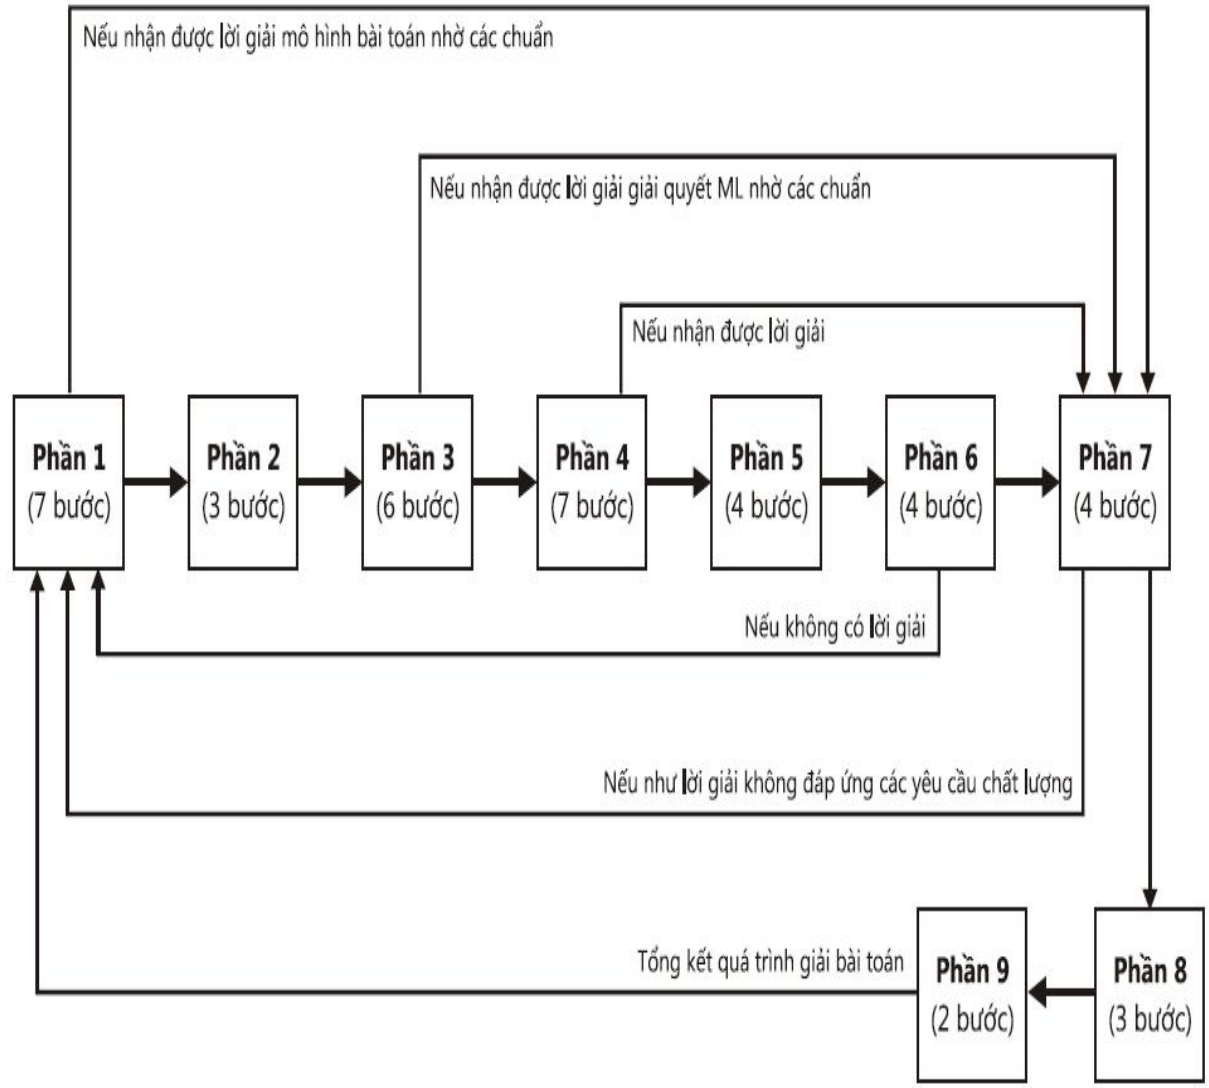 Nếu nhận được lời giải mô hình bài toán nhờ các chuẩn
Nếu nhận được lời giải giải quyết ML nhờ các chuẩn
Nếu nhận được lời giải
Phần 1
(7 bước)
Phần 2
(3 bước)
Phần 3
(6 bước)
Phần 4
(7 bước)
Phần 5
(4 bước)
Phần 6
(4 bước)
Phần 7
(4 bước)
Nếu không có lời giải
Nếu như lời giải không đáp ứng các yêu cầu chất lượng
Tổng kết quá trình giải bài toán
Phần 9
(2 bước)
Phần 8
(3 bước)